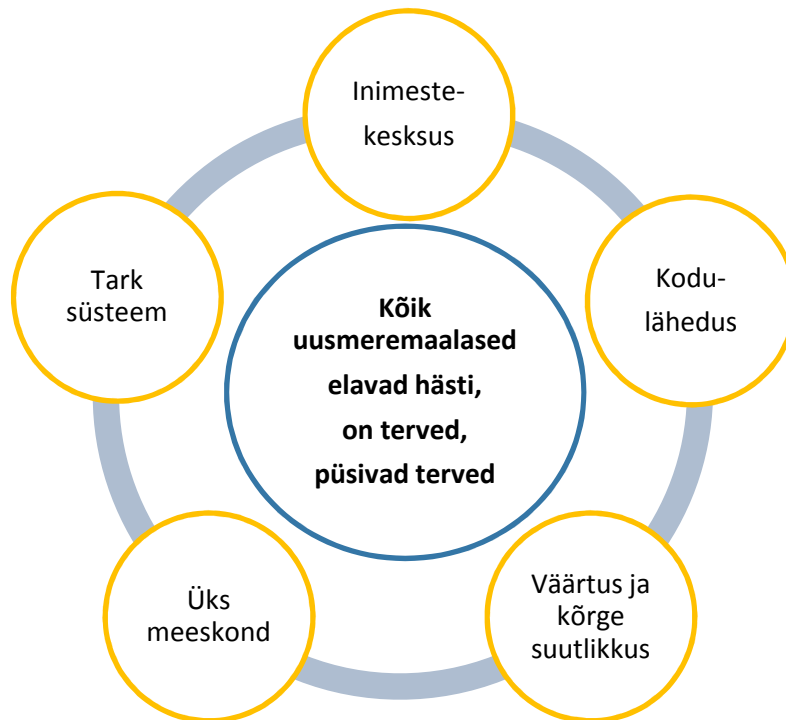 Inimeste-
kesksus
Tark
süsteem
Kodu-
lähedus
Kõik
uusmeremaalased
elavad hästi,
on terved,
püsivad terved
Üks
meeskond
Väärtus ja
kõrge
suutlikkus